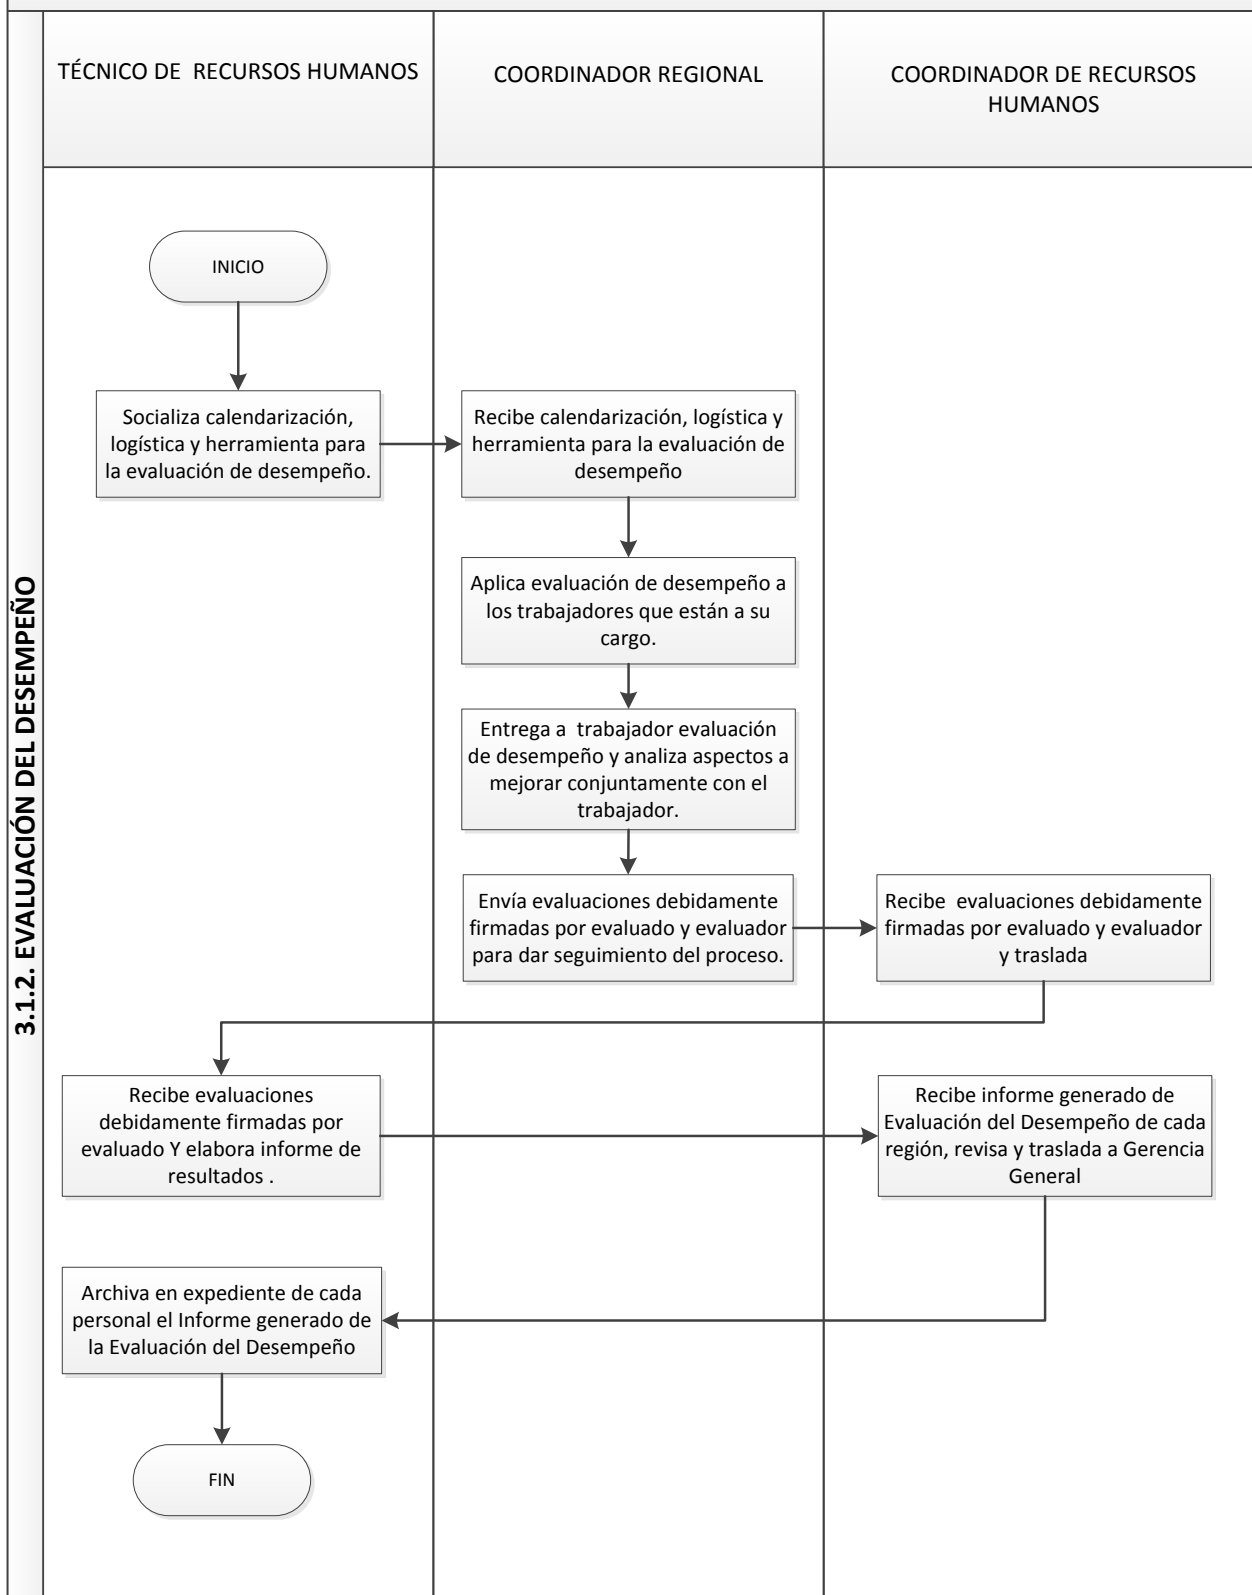 TÉCNICO DE RECURSOS HUMANOS
COORDINADOR REGIONAL
COORDINADOR DE RECURSOS
HUMANOS
3.1.2. EVALUACIÓN DEL DESEMPEÑO
INICIO
Socializa calendarización,
logística y herramienta para
la evaluación de desempeño.
Recibe calendarización, logística y
herramienta para la evaluación de
desempeño
Aplica evaluación de desempeño a
los trabajadores que están a su
cargo.
Entrega a trabajador evaluación
de desempeño y analiza aspectos a
mejorar conjuntamente con el
trabajador.
Envía evaluaciones debidamente
firmadas por evaluado y evaluador
para dar seguimiento del proceso.
Recibe evaluaciones debidamente
firmadas por evaluado y evaluador
y traslada
Recibe evaluaciones
debidamente firmadas por
evaluado Y elabora informe de
resultados .
Recibe informe generado de
Evaluación del Desempeño de cada
región, revisa y traslada a Gerencia
General
Archiva en expediente de cada
personal el Informe generado de
la Evaluación del Desempeño
FIN